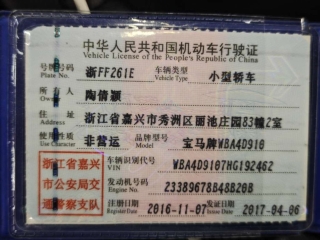 中华人民共和国机动车行驶证
Vehicle License of the People's Republic of China
号牌号码 浙FF261E 车辆类型 小型轿车
Plate No. Vehicle Type
所有人 陶倩颖
Owner
住址 浙江省嘉兴市秀洲区丽池庄园83幢2室
Address
使用性质 非营运 品牌型号 宝马牌WBA4D910
Use Character Model
浙江省嘉兴
市公安局交
通警察支队
车辆识别代号 WBA4D9107HG192462
VIN
发动机号码 23389678B48B20B
Engine No.
注册日期 2016-11-07 发证日期 2017-04-06
Register Date Issue Date